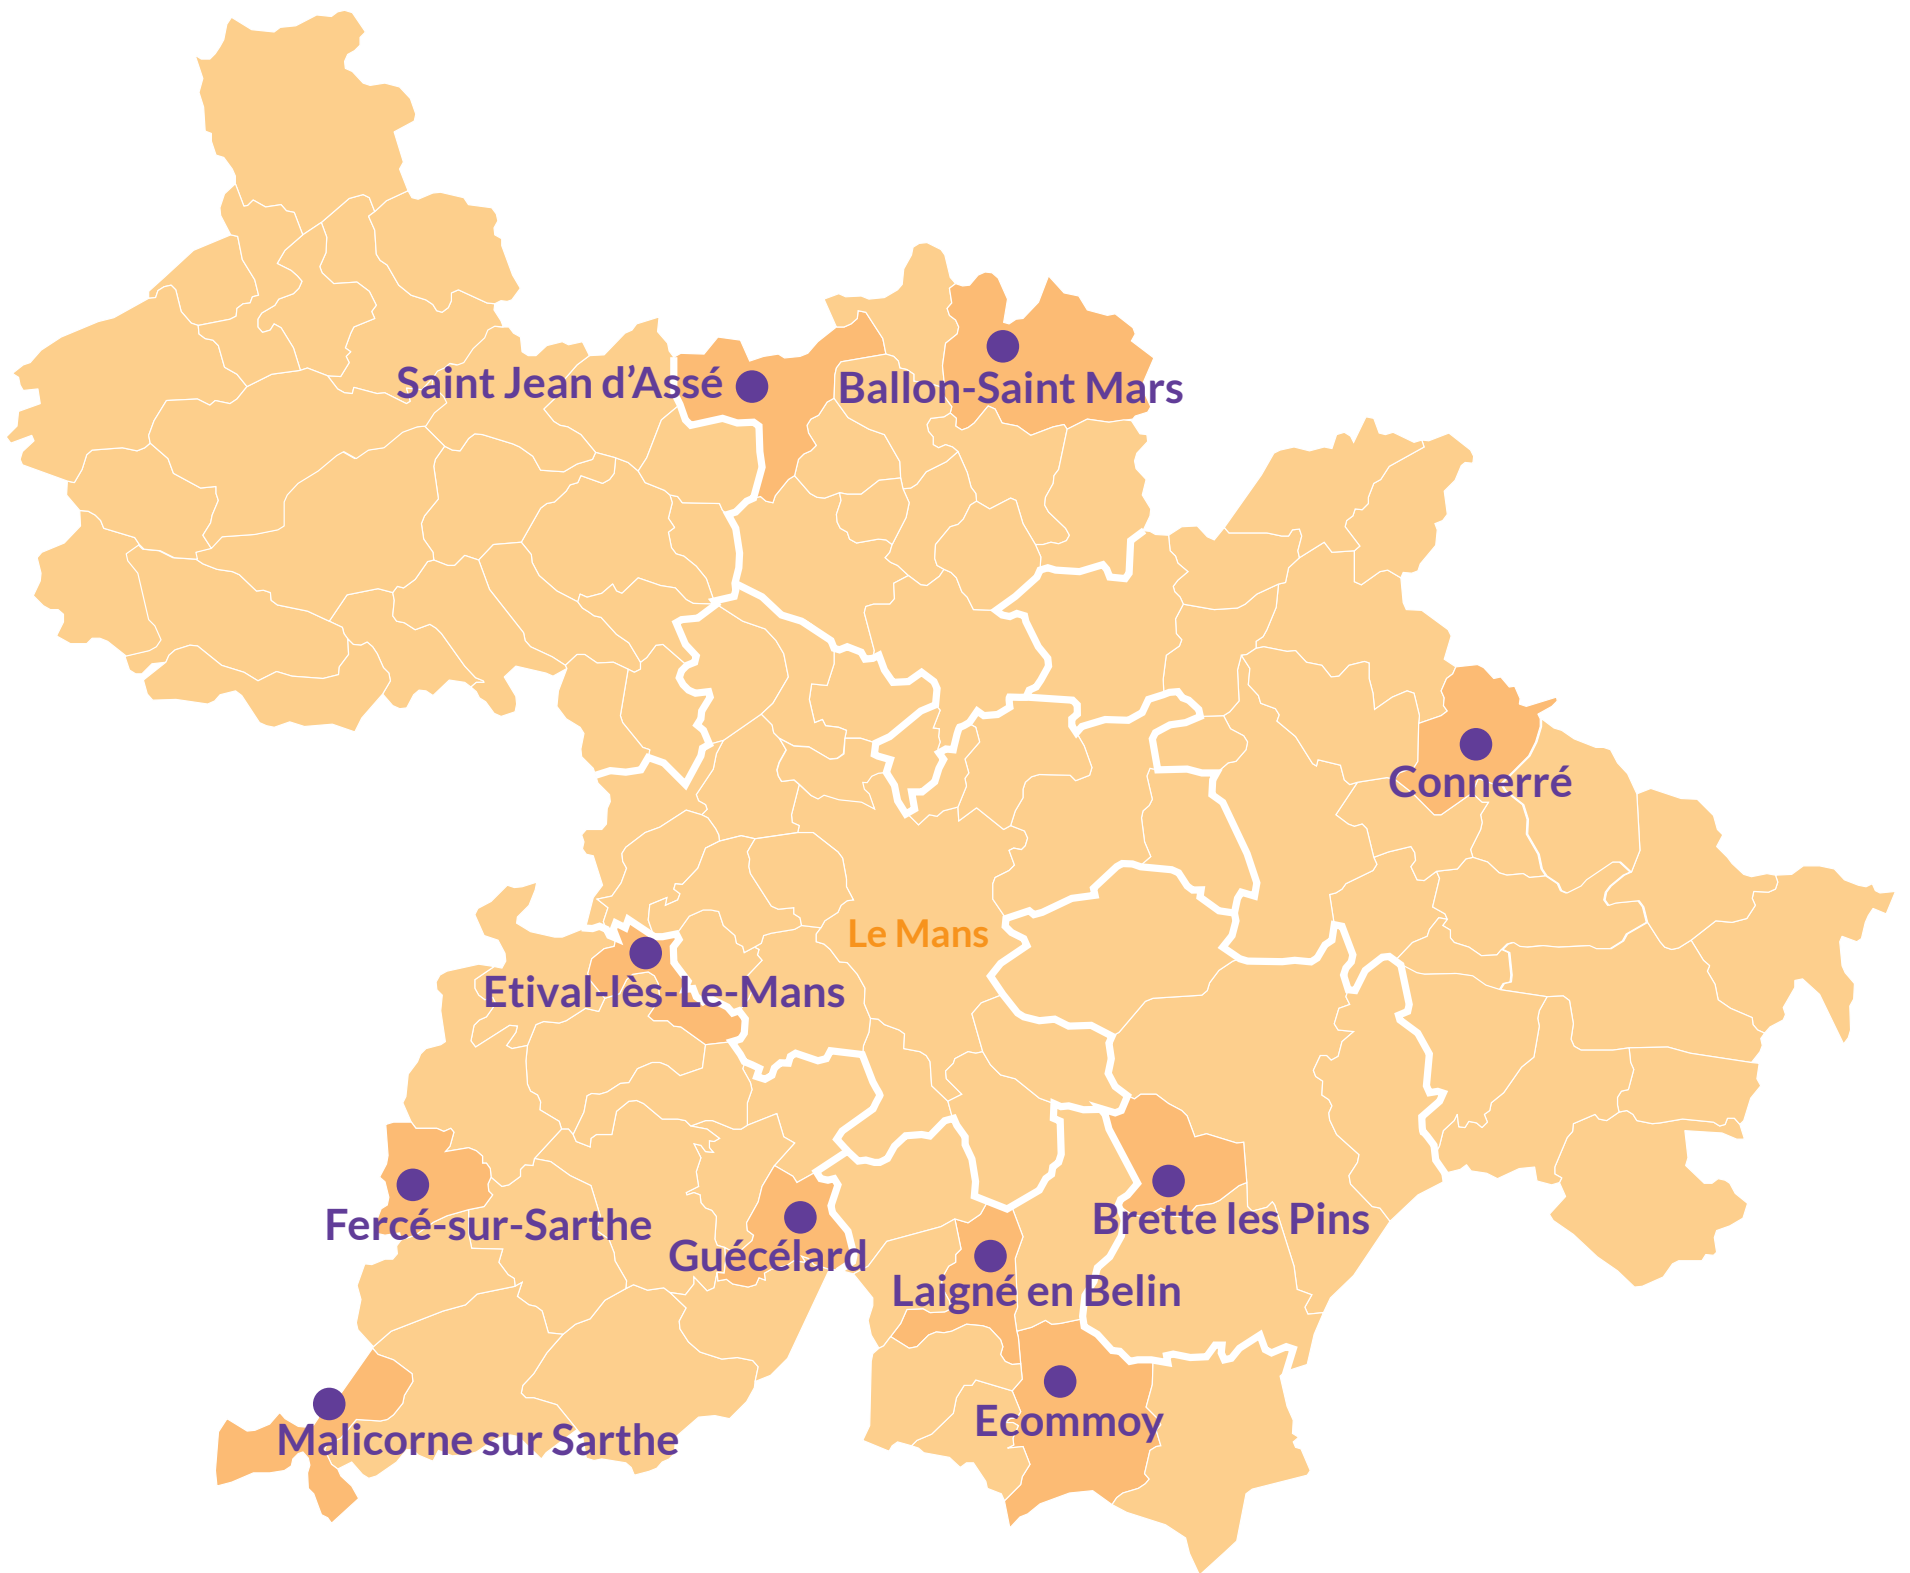 Saint Jean d’Assé
Ballon-Saint Mars
Connerré
Le Mans
Etival-lès-Le-Mans
Fercé-sur-Sarthe
Brette les Pins
Guécélard
Laigné en Belin
Ecommoy
Malicorne sur Sarthe